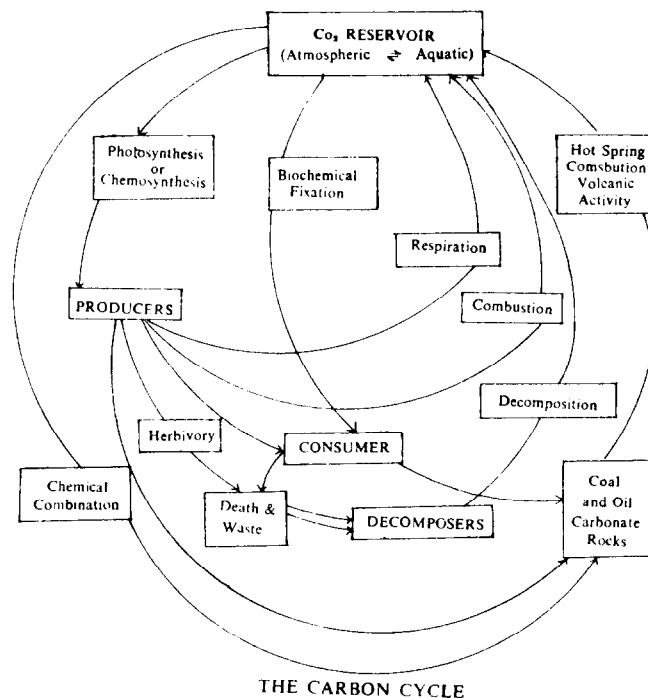 Co₂ RESERVOIR
(Atmospheric ⇌ Aquatic)
Photosynthesis
or
Chemosynthesis
Biochemical
Fixation
Hot Spring
Comsbution
Volcanic
Activity
Respiration
PRODUCERS
Combustion
Decomposition
Herbivory
CONSUMER
Chemical
Combination
Death &
Waste
DECOMPOSERS
Coal
and Oil
Carbonate
Rocks
THE CARBON CYCLE